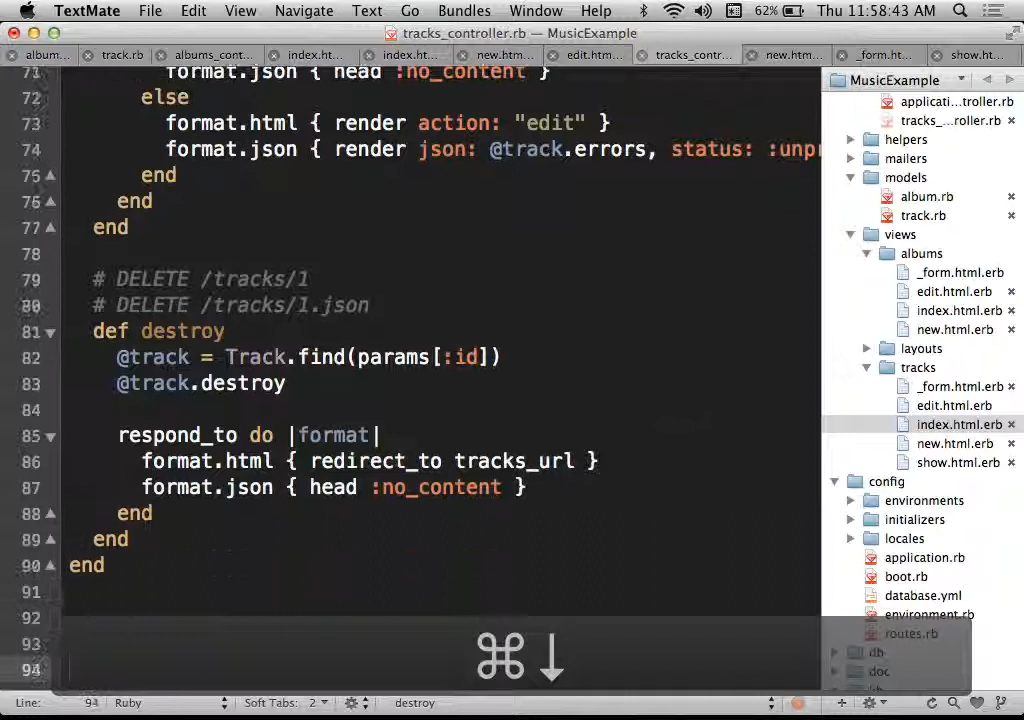 TextMate File Edit View Navigate Text Go Bundles Window Help 62% Thu 11:58:43 AM
tracks_controller.rb — MusicExample
album... track.rb albums_cont... index.ht... index.ht... new.htm... edit.htm... tracks_contr... new.htm... _form.ht... show.ht...
71 format.json { head :no_content }
72 else
73 format.html { render action: "edit" }
74 format.json { render json: @track.errors, status: :unpr
75 end
76 end
77 end
78
79 # DELETE /tracks/1
80 # DELETE /tracks/1.json
81 def destroy
82 @track = Track.find(params[:id])
83 @track.destroy
84
85 respond_to do |format|
86 format.html { redirect_to tracks_url }
87 format.json { head :no_content }
88 end
89 end
90 end
91
92
93
94
⌘↓
MusicExample
applicati...troller.rb
tracks_...roller.rb
helpers
mailers
models
album.rb
track.rb
views
albums
_form.html.erb
edit.html.erb
index.html.erb
new.html.erb
layouts
tracks
_form.html.erb
edit.html.erb
index.html.erb
new.html.erb
show.html.erb
config
environments
initializers
locales
application.rb
boot.rb
database.yml
environment.rb
routes.rb
db
doc
Line: 94 Ruby Soft Tabs: 2 destroy